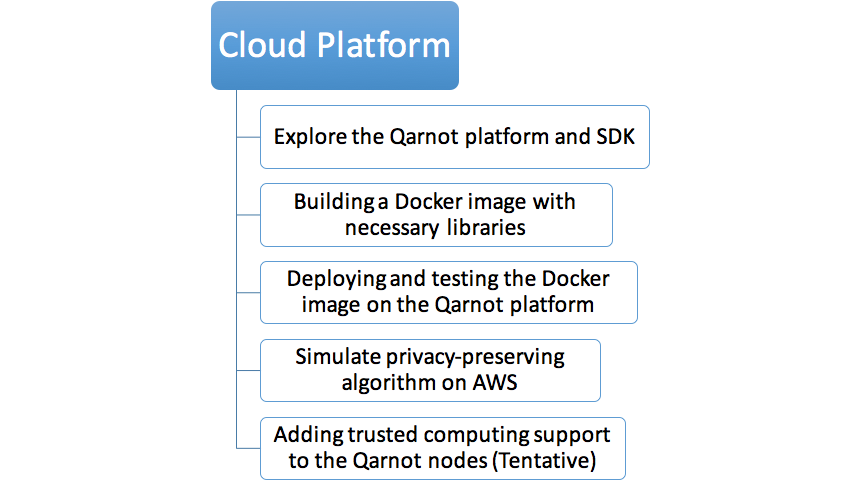 Cloud Platform
Explore the Qarnot platform and SDK
Building a Docker image with
necessary libraries
Deploying and testing the Docker
image on the Qarnot platform
Simulate privacy-preserving
algorithm on AWS
Adding trusted computing support
to the Qarnot nodes (Tentative)